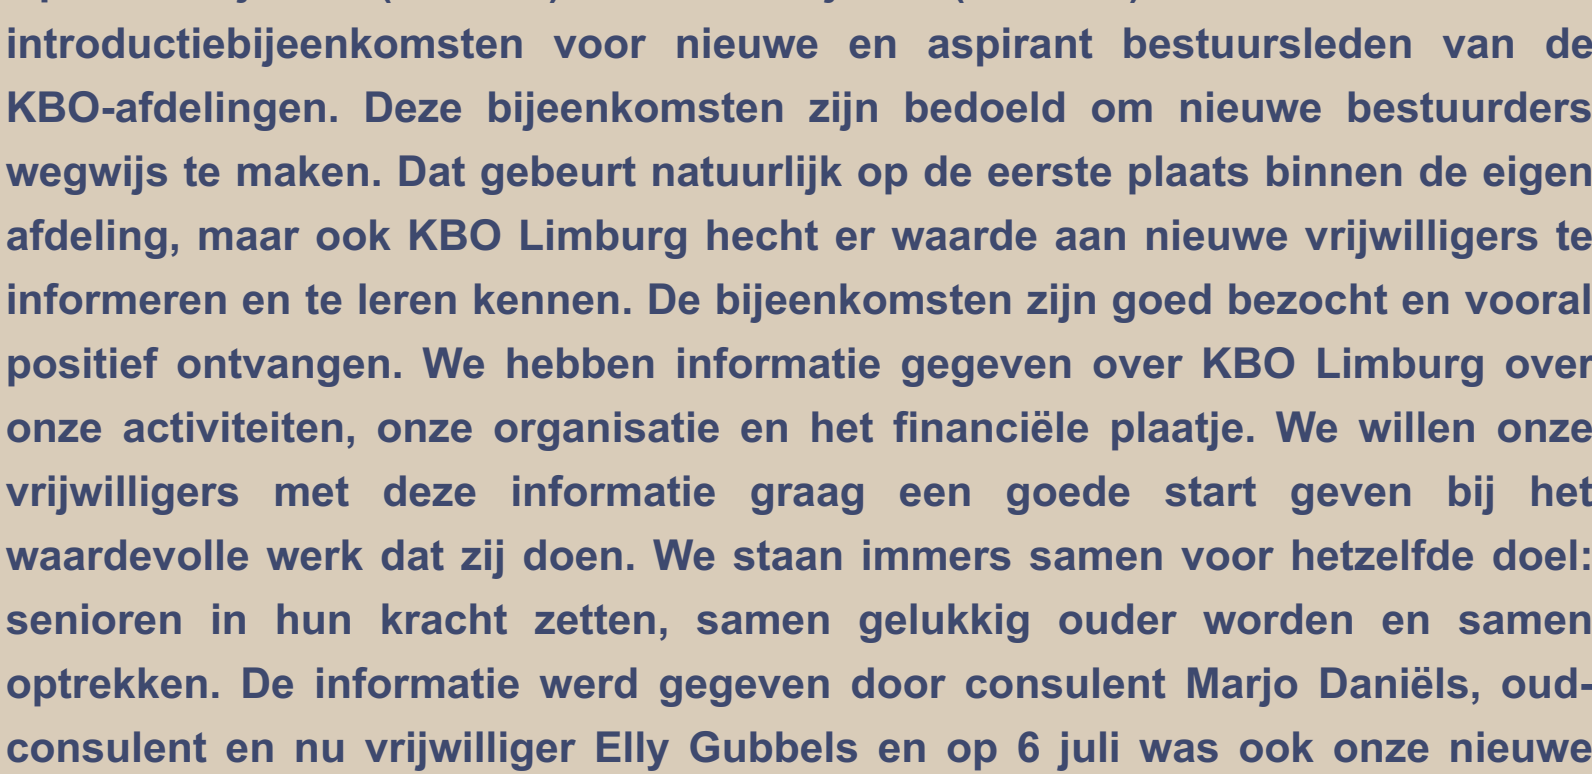 introductiebijeenkomsten voor nieuwe en aspirant bestuursleden van de
KBO-afdelingen. Deze bijeenkomsten zijn bedoeld om nieuwe bestuurders
wegwijs te maken. Dat gebeurt natuurlijk op de eerste plaats binnen de eigen
afdeling, maar ook KBO Limburg hecht er waarde aan nieuwe vrijwilligers te
informeren en te leren kennen. De bijeenkomsten zijn goed bezocht en vooral
positief ontvangen. We hebben informatie gegeven over KBO Limburg over
onze activiteiten, onze organisatie en het financiële plaatje. We willen onze
vrijwilligers met deze informatie graag een goede start geven bij het
waardevolle werk dat zij doen. We staan immers samen voor hetzelfde doel:
senioren in hun kracht zetten, samen gelukkig ouder worden en samen
optrekken. De informatie werd gegeven door consulent Marjo Daniëls, oud-
consulent en nu vrijwilliger Elly Gubbels en op 6 juli was ook onze nieuwe